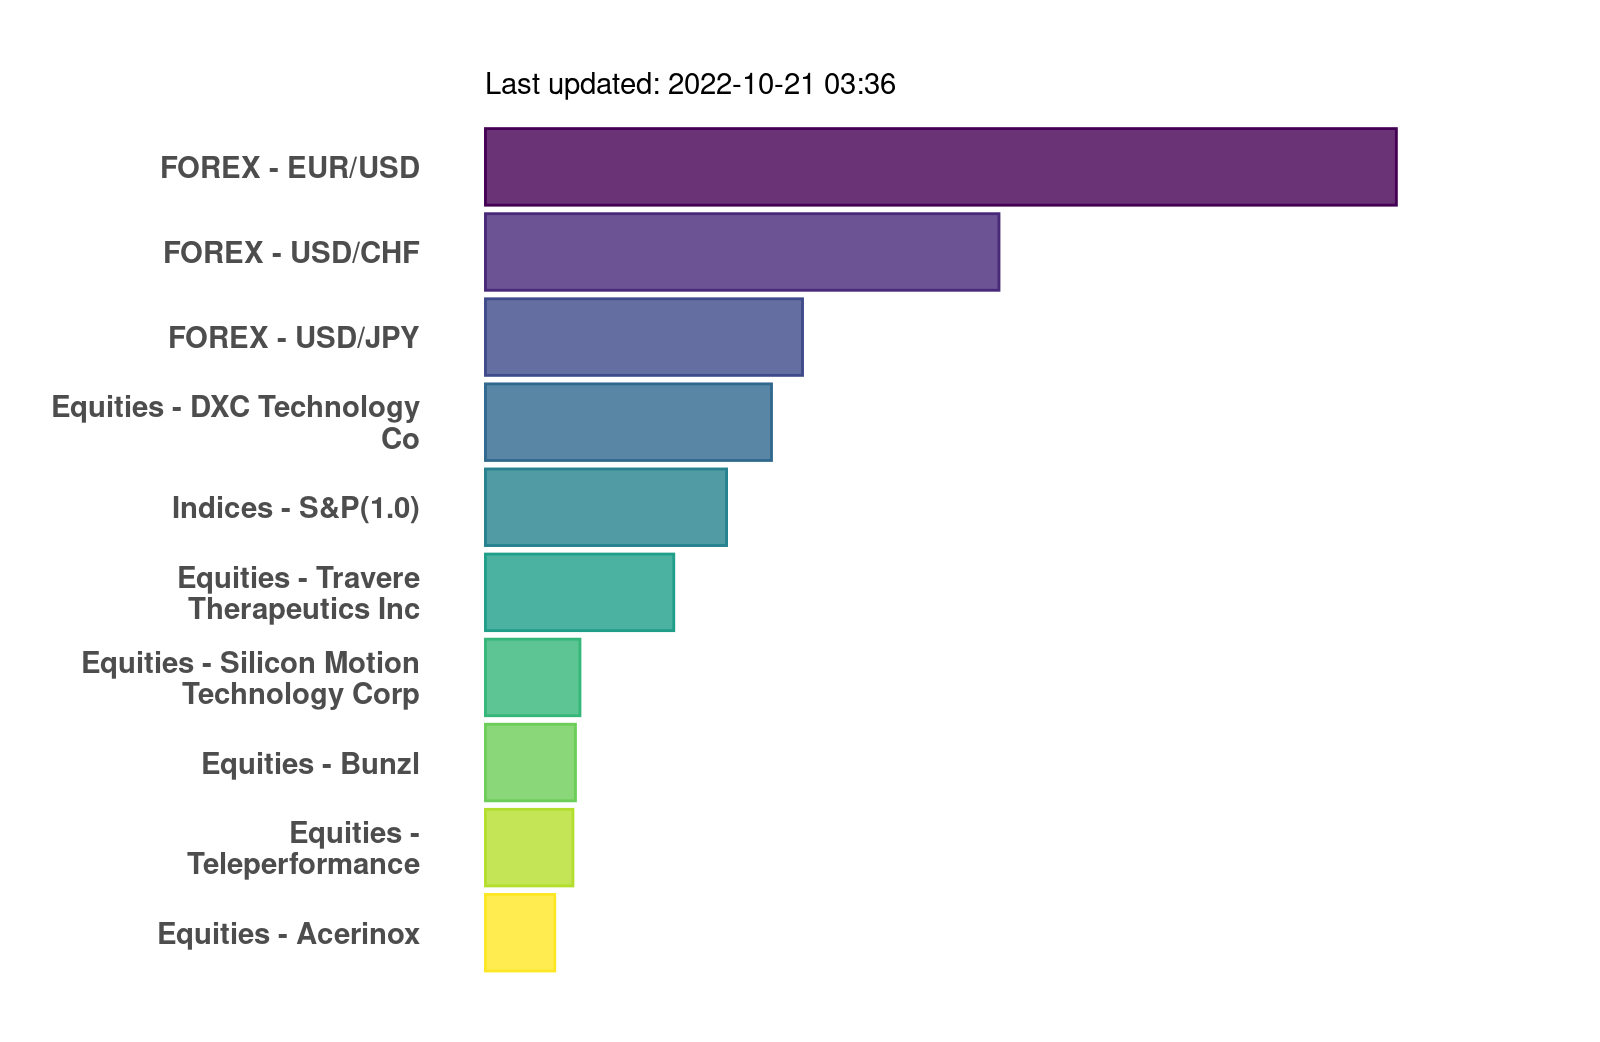 Last updated: 2022-10-21 03:36
FOREX - EUR/USD
FOREX - USD/CHF
FOREX - USD/JPY
Equities - DXC Technology
Co
Indices - S&P(1.0)
Equities - Travere
Therapeutics Inc
Equities - Silicon Motion
Technology Corp
Equities - Bunzl
Equities -
Teleperformance
Equities - Acerinox